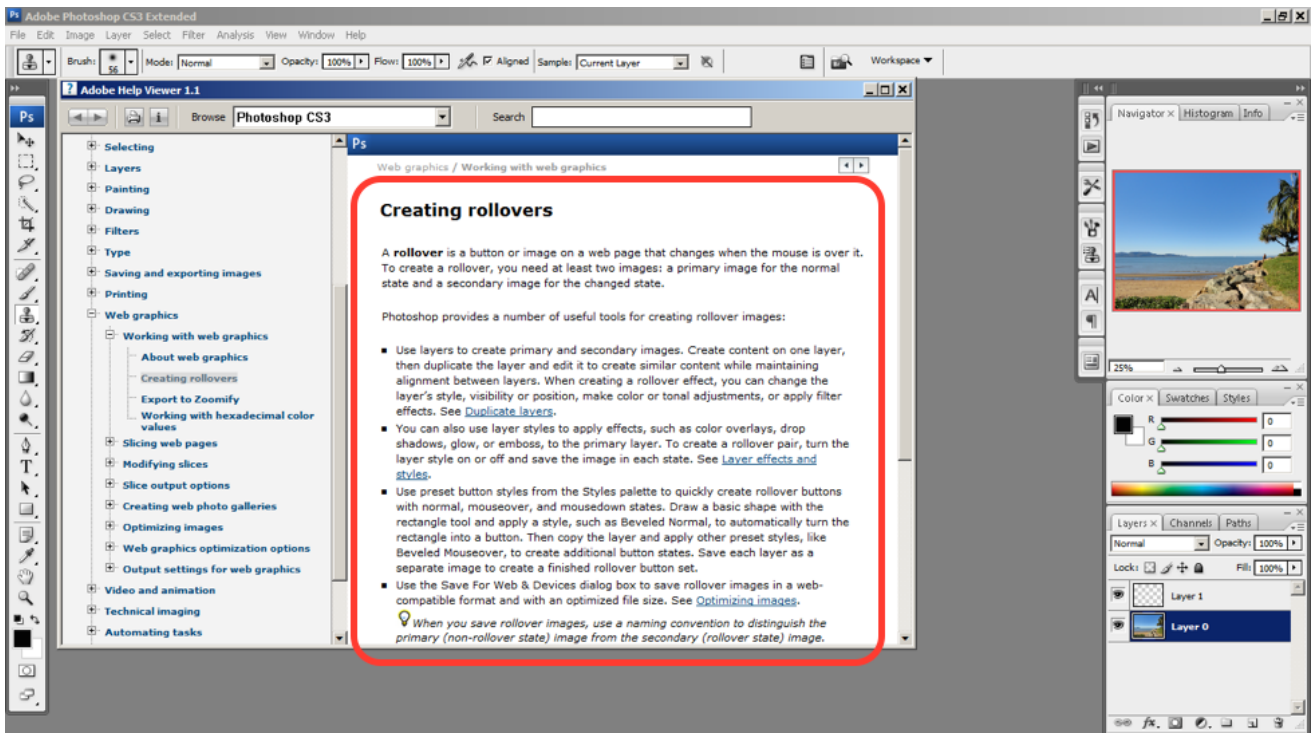 Ps Adobe Photoshop CS3 Extended
File Edit Image Layer Select Filter Analysis View Window Help
Brush: 56 Mode: Normal Opacity: 100% Flow: 100% Aligned Sample: Current Layer Workspace
? Adobe Help Viewer 1.1
Browse Photoshop CS3 Search
Ps
Selecting
Layers
Painting
Drawing
Filters
Type
Saving and exporting images
Printing
Web graphics
Working with web graphics
About web graphics
Creating rollovers
Export to Zoomify
Working with hexadecimal color
values
Slicing web pages
Modifying slices
Slice output options
Creating web photo galleries
Optimizing images
Web graphics optimization options
Output settings for web graphics
Video and animation
Technical imaging
Automating tasks
Ps
Web graphics / Working with web graphics
Creating rollovers
A rollover is a button or image on a web page that changes when the mouse is over it.
To create a rollover, you need at least two images: a primary image for the normal
state and a secondary image for the changed state.
Photoshop provides a number of useful tools for creating rollover images:
Use layers to create primary and secondary images. Create content on one layer,
then duplicate the layer and edit it to create similar content while maintaining
alignment between layers. When creating a rollover effect, you can change the
layer's style, visibility or position, make color or tonal adjustments, or apply filter
effects. See Duplicate layers.
You can also use layer styles to apply effects, such as color overlays, drop
shadows, glow, or emboss, to the primary layer. To create a rollover pair, turn the
layer style on or off and save the image in each state. See Layer effects and
styles.
Use preset button styles from the Styles palette to quickly create rollover buttons
with normal, mouseover, and mousedown states. Draw a basic shape with the
rectangle tool and apply a style, such as Beveled Normal, to automatically turn the
rectangle into a button. Then copy the layer and apply other preset styles, like
Beveled Mouseover, to create additional button states. Save each layer as a
separate image to create a finished rollover button set.
Use the Save For Web & Devices dialog box to save rollover images in a web-
compatible format and with an optimized file size. See Optimizing images.
When you save rollover images, use a naming convention to distinguish the
primary (non-rollover state) image from the secondary (rollover state) image.
Navigator × Histogram Info
25%
Color × Swatches Styles
R 0
G 0
B 0
Layers × Channels Paths
Normal Opacity: 100%
Lock: Fill: 100%
Layer 1
Layer 0